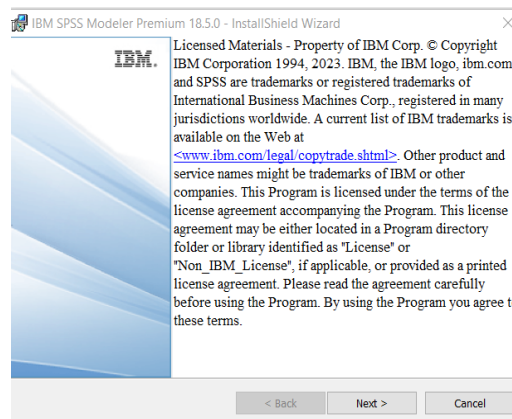 IBM SPSS Modeler Premium 18.5.0 - InstallShield Wizard
IBM.
Licensed Materials - Property of IBM Corp. © Copyright
IBM Corporation 1994, 2023. IBM, the IBM logo, ibm.com
and SPSS are trademarks or registered trademarks of
International Business Machines Corp., registered in many
jurisdictions worldwide. A current list of IBM trademarks is
available on the Web at
<www.ibm.com/legal/copytrade.shtml>. Other product and
service names might be trademarks of IBM or other
companies. This Program is licensed under the terms of the
license agreement accompanying the Program. This license
agreement may be either located in a Program directory
folder or library identified as "License" or
"Non_IBM_License", if applicable, or provided as a printed
license agreement. Please read the agreement carefully
before using the Program. By using the Program you agree t
these terms.
< Back Next > Cancel